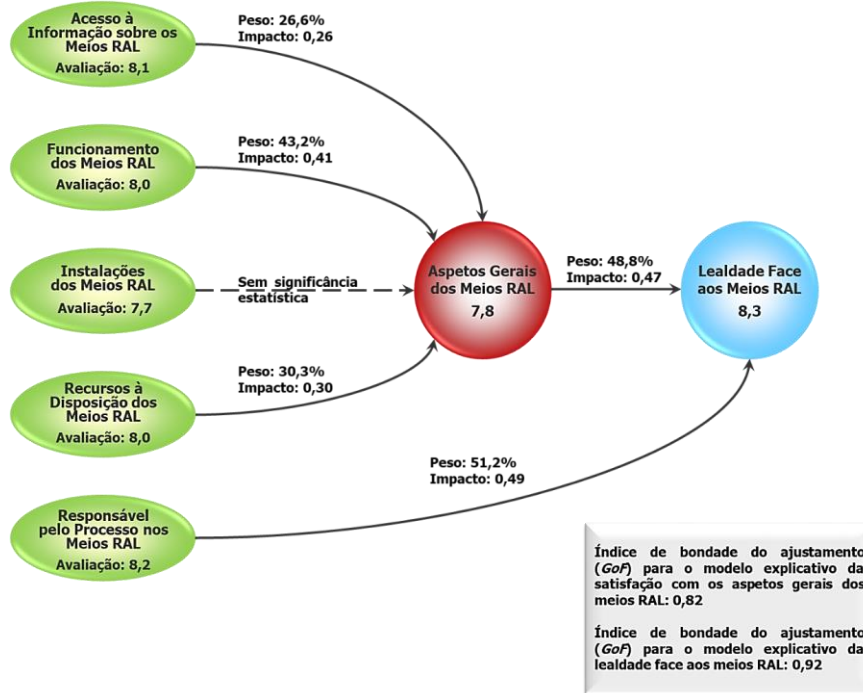 Acesso à
Informação sobre os
Meios RAL
Avaliação: 8,1
Peso: 26,6%
Impacto: 0,26
Funcionamento
dos Meios RAL
Avaliação: 8,0
Peso: 43,2%
Impacto: 0,41
Instalações
dos Meios RAL
Avaliação: 7,7
Sem significância
estatística
Aspetos Gerais
dos Meios RAL
7,8
Peso: 48,8%
Impacto: 0,47
Lealdade Face
aos Meios RAL
8,3
Recursos à
Disposição dos
Meios RAL
Avaliação: 8,0
Peso: 30,3%
Impacto: 0,30
Peso: 51,2%
Impacto: 0,49
Responsável
pelo Processo nos
Meios RAL
Avaliação: 8,2
Índice de bondade do ajustamento
(GoF) para o modelo explicativo da
satisfação com os aspetos gerais dos
meios RAL: 0,82
Índice de bondade do ajustamento
(GoF) para o modelo explicativo da
lealdade face aos meios RAL: 0,92